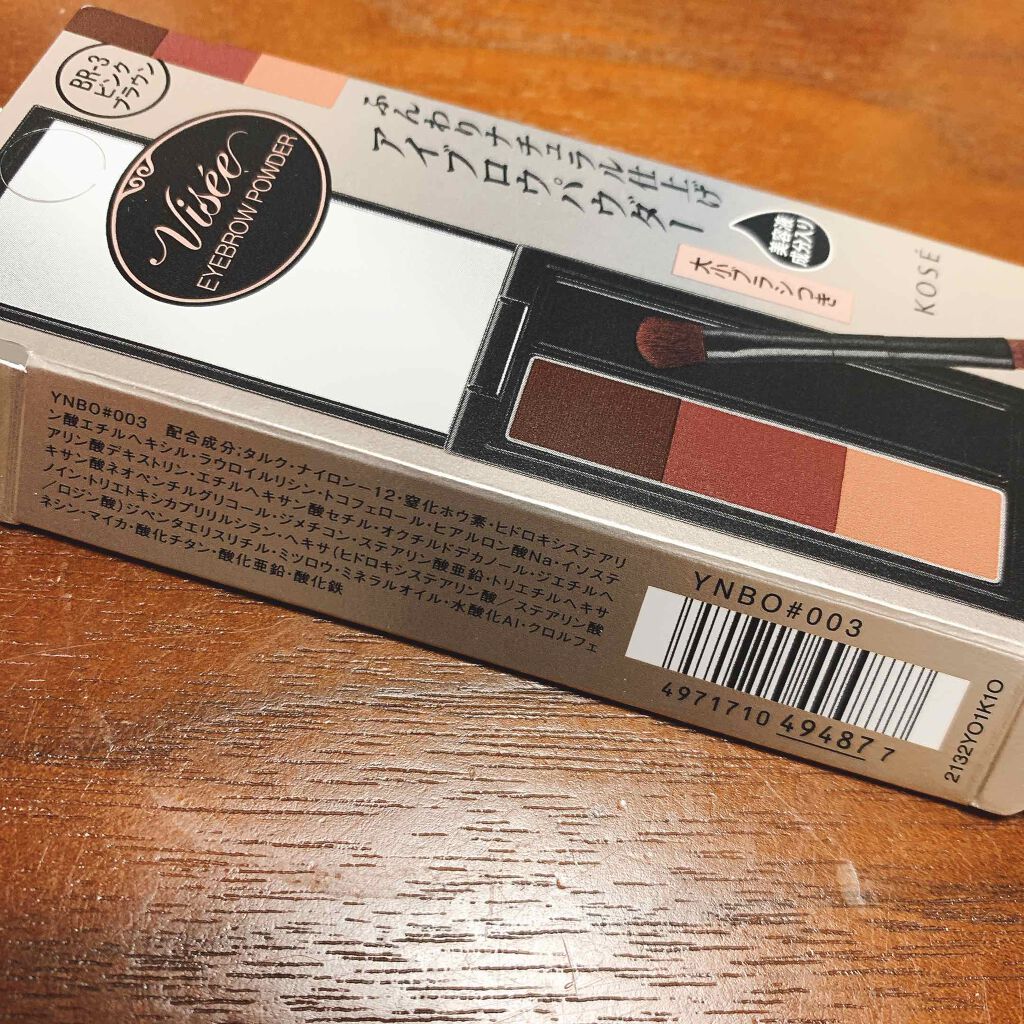 BR-3
ピンク
ブラウン
Visée
EYEBROW POWDER
ふんわりナチュラル仕上げ
アイブロウパウダー
美容液
成分入り
大小ブラシつき
KOSÉ
YNBO#003 配合成分:タルク・ナイロン-12・窒化ホウ素・ヒドロキシステアリ
ン酸エチルヘキシル・ラウロイルリシン・トコフェロール・ヒアルロン酸Na・イソステ
アリン酸デキストリン・エチルヘキサン酸セチル・オクチルドデカノール・ジエチルヘ
キサン酸ネオペンチルグリコール・ジメチコン・ステアリン酸亜鉛・トリエチルヘキサ
ノイン・トリエトキシカプリリルシラン・ヘキサ(ヒドロキシステアリン酸/ステアリン酸
/ロジン酸)ジペンタエリスリチル・ミツロウ・ミネラルオイル・水酸化Al・クロルフェ
ネシン・マイカ・酸化チタン・酸化亜鉛・酸化鉄
YNBO#003
4971710 494877
2132YO1K1O